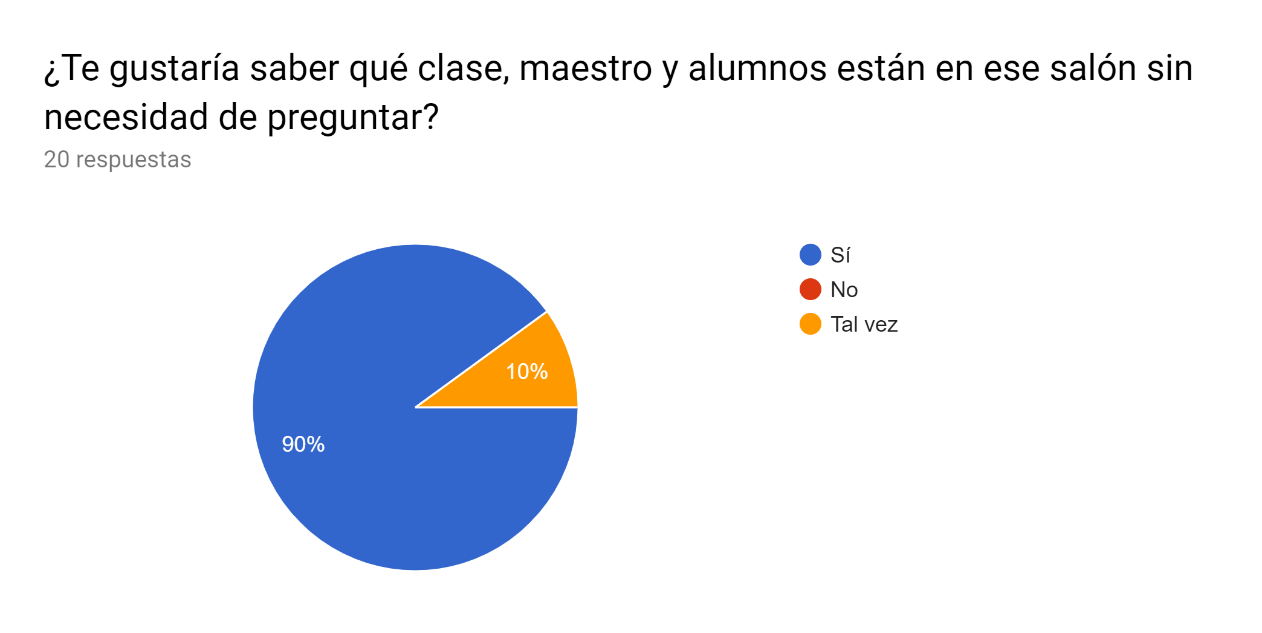 ¿Te gustaría saber qué clase, maestro y alumnos están en ese salón sin
necesidad de preguntar?
20 respuestas
Sí
No
Tal vez
10%
90%